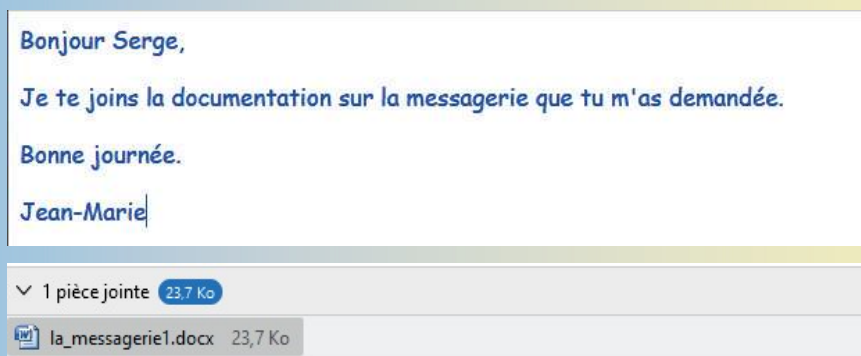 Bonjour Serge,
Je te joins la documentation sur la messagerie que tu m'as demandée.
Bonne journée.
Jean-Marie
1 pièce jointe 23,7 Ko
la_messagerie1.docx 23,7 Ko